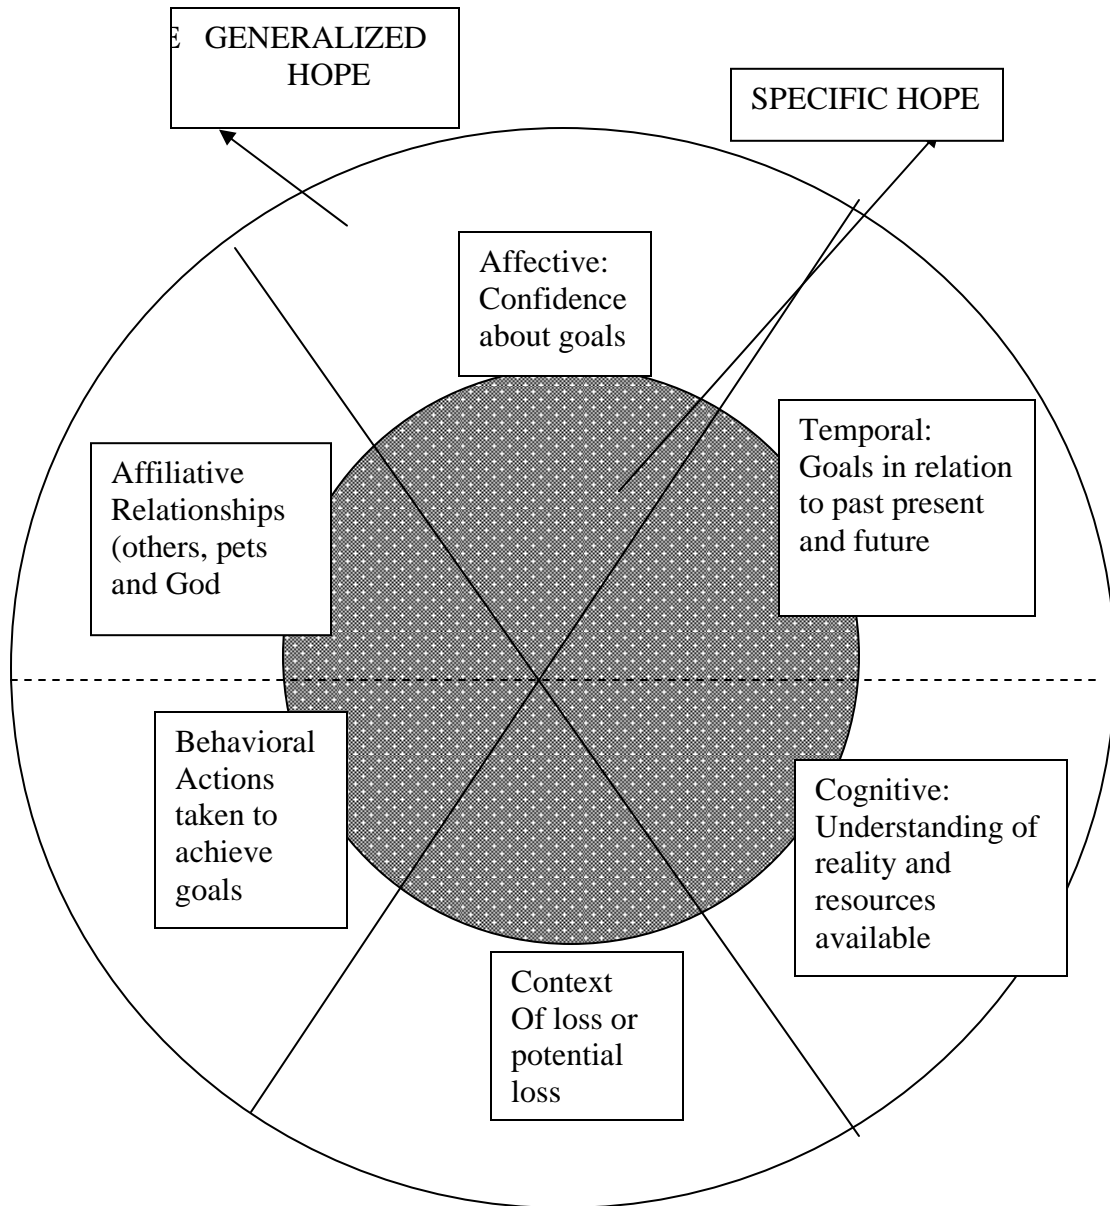 E GENERALIZED
HOPE
SPECIFIC HOPE
Affective:
Confidence
about goals
Temporal:
Goals in relation
to past present
and future
Affiliative
Relationships
(others, pets
and God
Behavioral
Actions
taken to
achieve
goals
Cognitive:
Understanding of
reality and
resources
available
Context
Of loss or
potential
loss